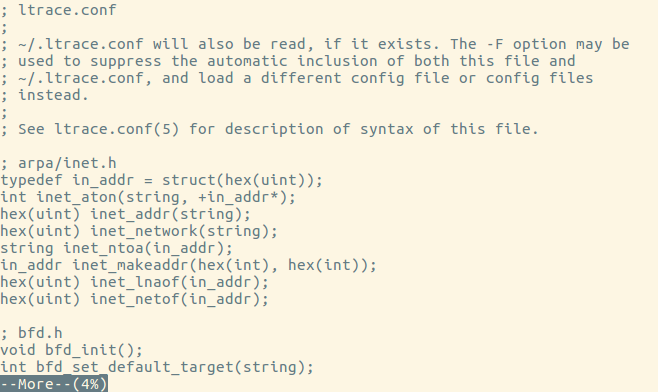 ; ltrace.conf
;
; ~/.ltrace.conf will also be read, if it exists. The -F option may be
; used to suppress the automatic inclusion of both this file and
; ~/.ltrace.conf, and load a different config file or config files
; instead.
;
; See ltrace.conf(5) for description of syntax of this file.

; arpa/inet.h
typedef in_addr = struct(hex(uint));
int inet_aton(string, +in_addr*);
hex(uint) inet_addr(string);
hex(uint) inet_network(string);
string inet_ntoa(in_addr);
in_addr inet_makeaddr(hex(int), hex(int));
hex(uint) inet_lnaof(in_addr);
hex(uint) inet_netof(in_addr);

; bfd.h
void bfd_init();
int bfd_set_default_target(string);
--More--(4%)